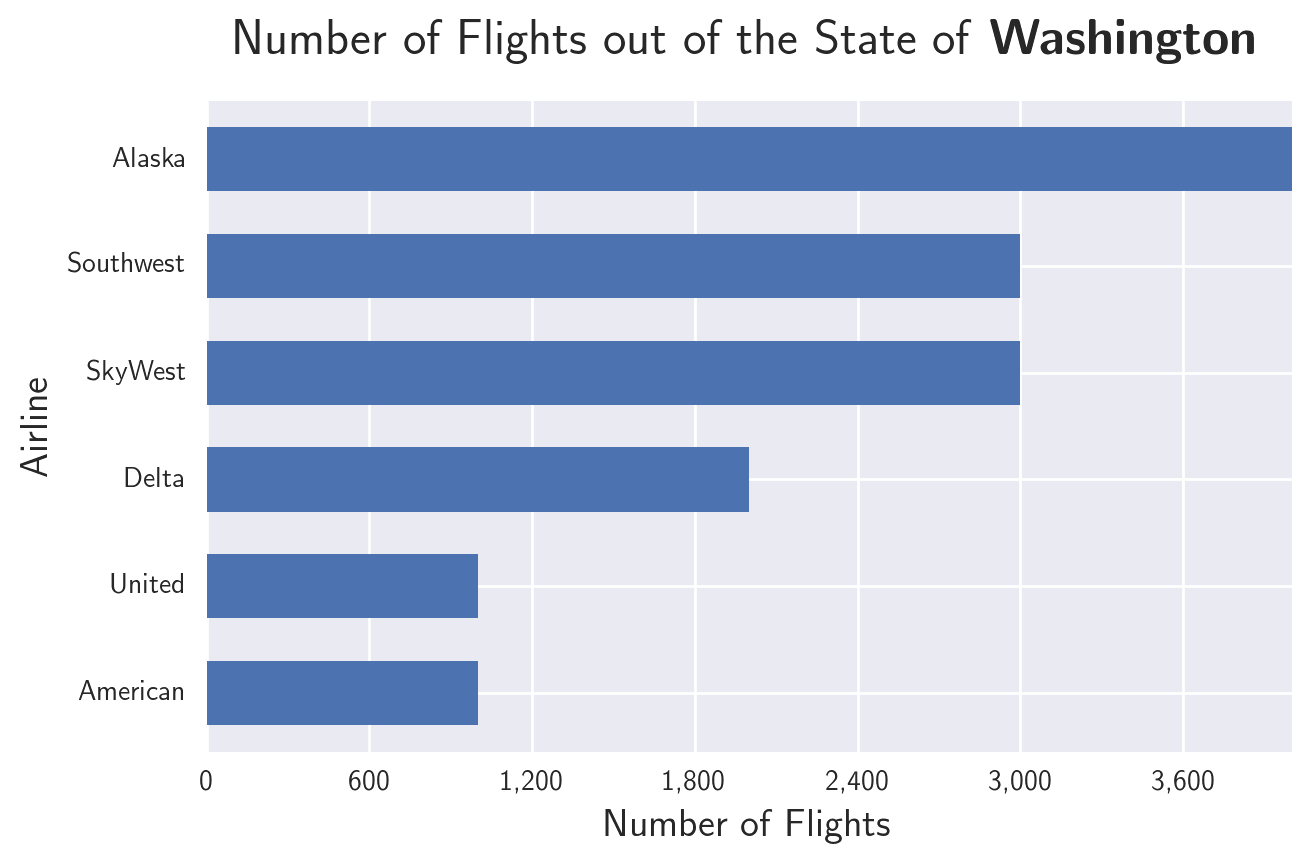 Number of Flights out of the State of Washington
Alaska
Southwest
SkyWest
Delta
United
American
Airline
0 600 1,200 1,800 2,400 3,000 3,600
Number of Flights